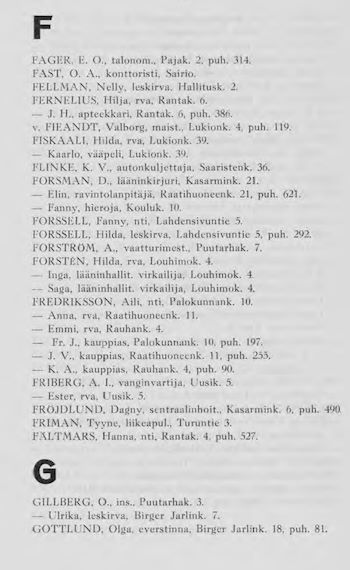 F
FAGER, E. O., talonom., Pajak. 2, puh. 314.
FAST, O. A., konttoristi, Sairio.
FELLMAN, Nelly, leskirva, Hallitusk. 2.
FERNELIUS, Hilja, rva, Rantak. 6.
— J. H., apteekkari, Rantak. 6, puh. 386.
v. FIEANDT, Valborg, maist., Lukionk. 4, puh. 119.
FISKAALI, Hilda, rva, Lukionk. 39.
— Kaarlo, vääpeli, Lukionk. 39.
FLINKE, K. V., autonkuljettaja, Saaristenk. 36.
FORSMAN, D., lääninkirjuri, Kasarmink. 21.
— Elin, ravintolanpitäjä, Raatihuoneenk. 21, puh. 621.
— Fanny, hieroja, Kouluk. 10.
FORSSELL, Fanny, nti, Lahdensivuntie 5.
FORSSELL, Hilda, leskirva, Lahdensivuntie 5, puh. 292.
FORSTRÖM, A., vaatturimest., Puutarhak. 7.
FORSTEN, Hilda, rva, Louhimok. 4.
— Inga, lääninhallit. virkailija, Louhimok. 4.
— Saga, lääninhallit. virkailija, Louhimok. 4.
FREDRIKSSON, Aili, nti, Palokunnank. 10.
— Anna, rva, Raatihuoneenk. 11.
— Emmi, rva, Rauhank. 4.
— Fr. J., kauppias, Palokunnank. 10, puh. 197.
— J. V., kauppias, Raatihuoneenk. 11, puh. 255.
— K. A., kauppias, Rauhank. 4, puh. 90.
FRIBERG, A. I., vanginvartija, Uusik. 5.
— Ester, rva, Uusik. 5.
FRÖJDLUND, Dagny, sentraalinhoit., Kasarmink. 6, puh. 490.
FRIMAN, Tyyne, liikeapul., Turuntie 3.
FÄLTMARS, Hanna, nti, Rantak. 4, puh. 527.
G
GILLBERG, O., ins., Puutarhak. 3.
— Ulrika, leskirva, Birger Jarlink. 7.
GOTTLUND, Olga, everstinna, Birger Jarlink. 18, puh. 81.